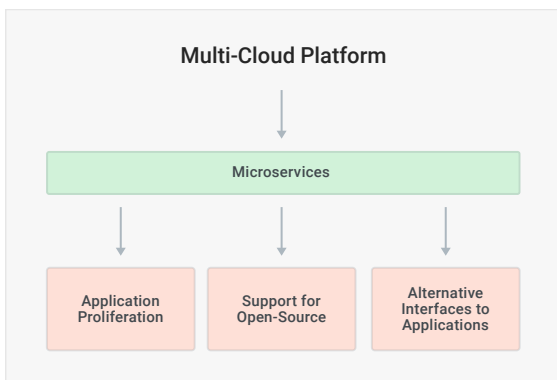 Multi-Cloud Platform
Microservices
Application
Proliferation
Support for
Open-Source
Alternative
Interfaces to
Applications